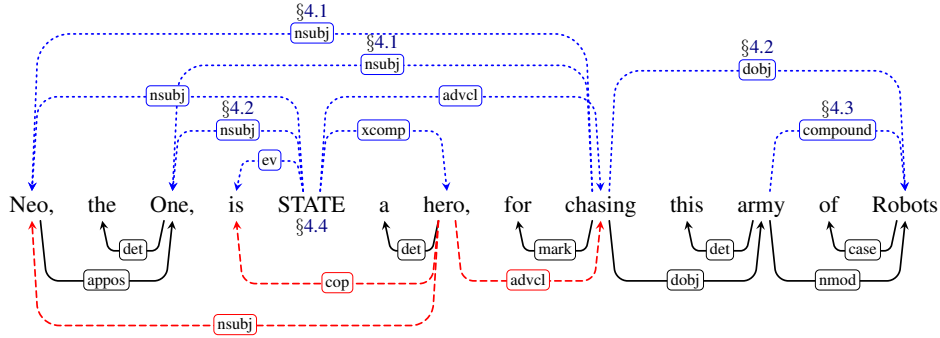 §4.1
nsubj
§4.1
nsubj
§4.2
dobj
nsubj
advcl
§4.2
nsubj
xcomp
§4.3
compound
ev
Neo, the One, is STATE a hero, for chasing this army of Robots
§4.4
det
det
mark
det
case
appos
cop
advcl
dobj
nmod
nsubj